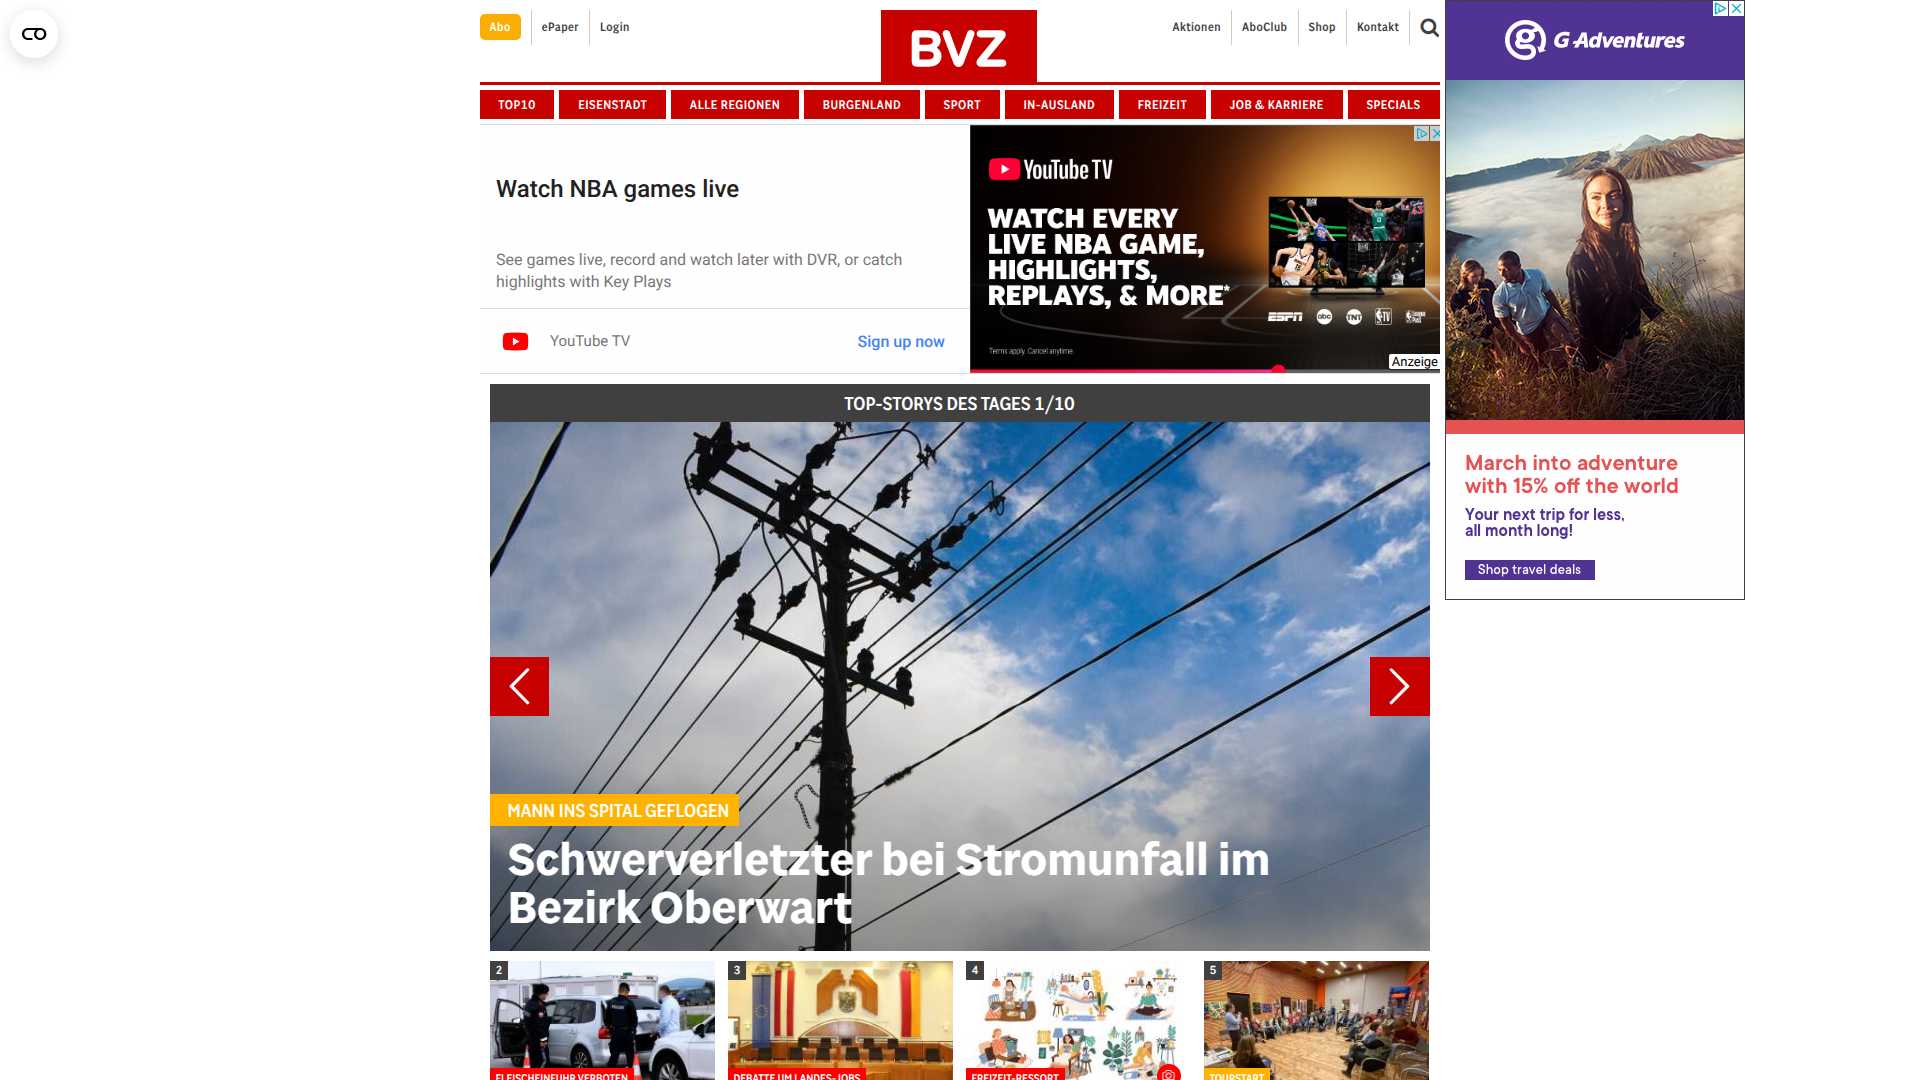 Abo
ePaper
Login
BVZ
Aktionen
AboClub
Shop
Kontakt
TOP10
EISENSTADT
ALLE REGIONEN
BURGENLAND
SPORT
IN-AUSLAND
FREIZEIT
JOB & KARRIERE
SPECIALS
Watch NBA games live
See games live, record and watch later with DVR, or catch
highlights with Key Plays
YouTube TV
Sign up now
YouTube TV
WATCH EVERY
LIVE NBA GAME,
HIGHLIGHTS,
REPLAYS, & MORE*
ESPN
abc
TNT
Terms apply. Cancel anytime.
Anzeige
G Adventures
March into adventure
with 15% off the world
Your next trip for less,
all month long!
Shop travel deals
TOP-STORYS DES TAGES 1/10
MANN INS SPITAL GEFLOGEN
Schwerverletzter bei Stromunfall im
Bezirk Oberwart
2
3
4
5
FLEISCHEINFUHR VERBOTEN
DEBATTE UM LANDES-JOBS
FREIZEIT-RESSORT
TOURSTART